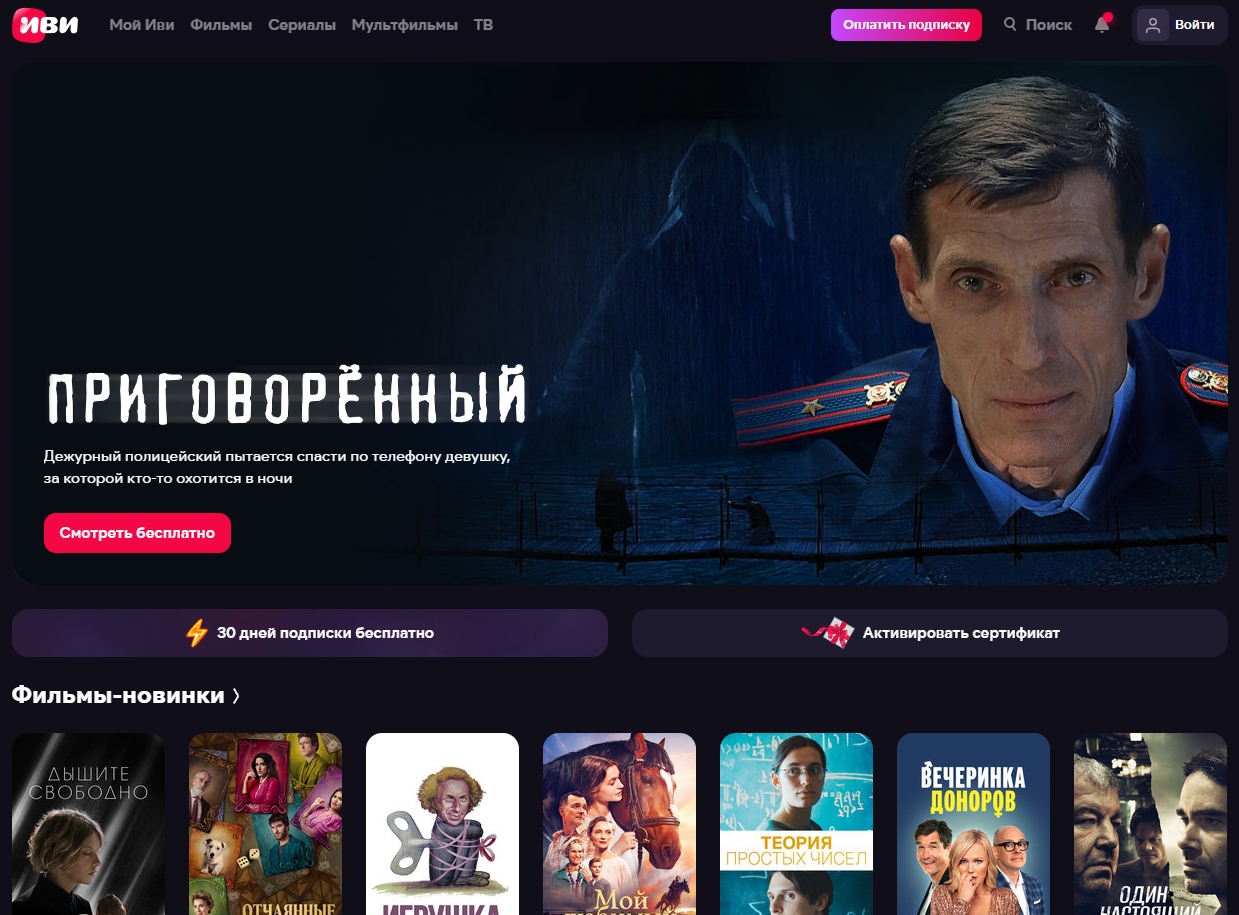 иви
Мой Иви
Фильмы
Сериалы
Мультфильмы
ТВ
Оплатить подписку
Поиск
Войти
ПРИГОВОРЁННЫЙ
Дежурный полицейский пытается спасти по телефону девушку,
за которой кто-то охотится в ночи
Смотреть бесплатно
30 дней подписки бесплатно
Активировать сертификат
Фильмы-новинки
ДЫШИТЕ
СВОБОДНО
ОТЧАЯННЫЕ
ИГРУШКА
Мой
ТЕОРИЯ
ПРОСТЫХ ЧИСЕЛ
ВЕЧЕРИНКА
ДОНОРОВ
ОДИН
НАСТОЯЩИЙ